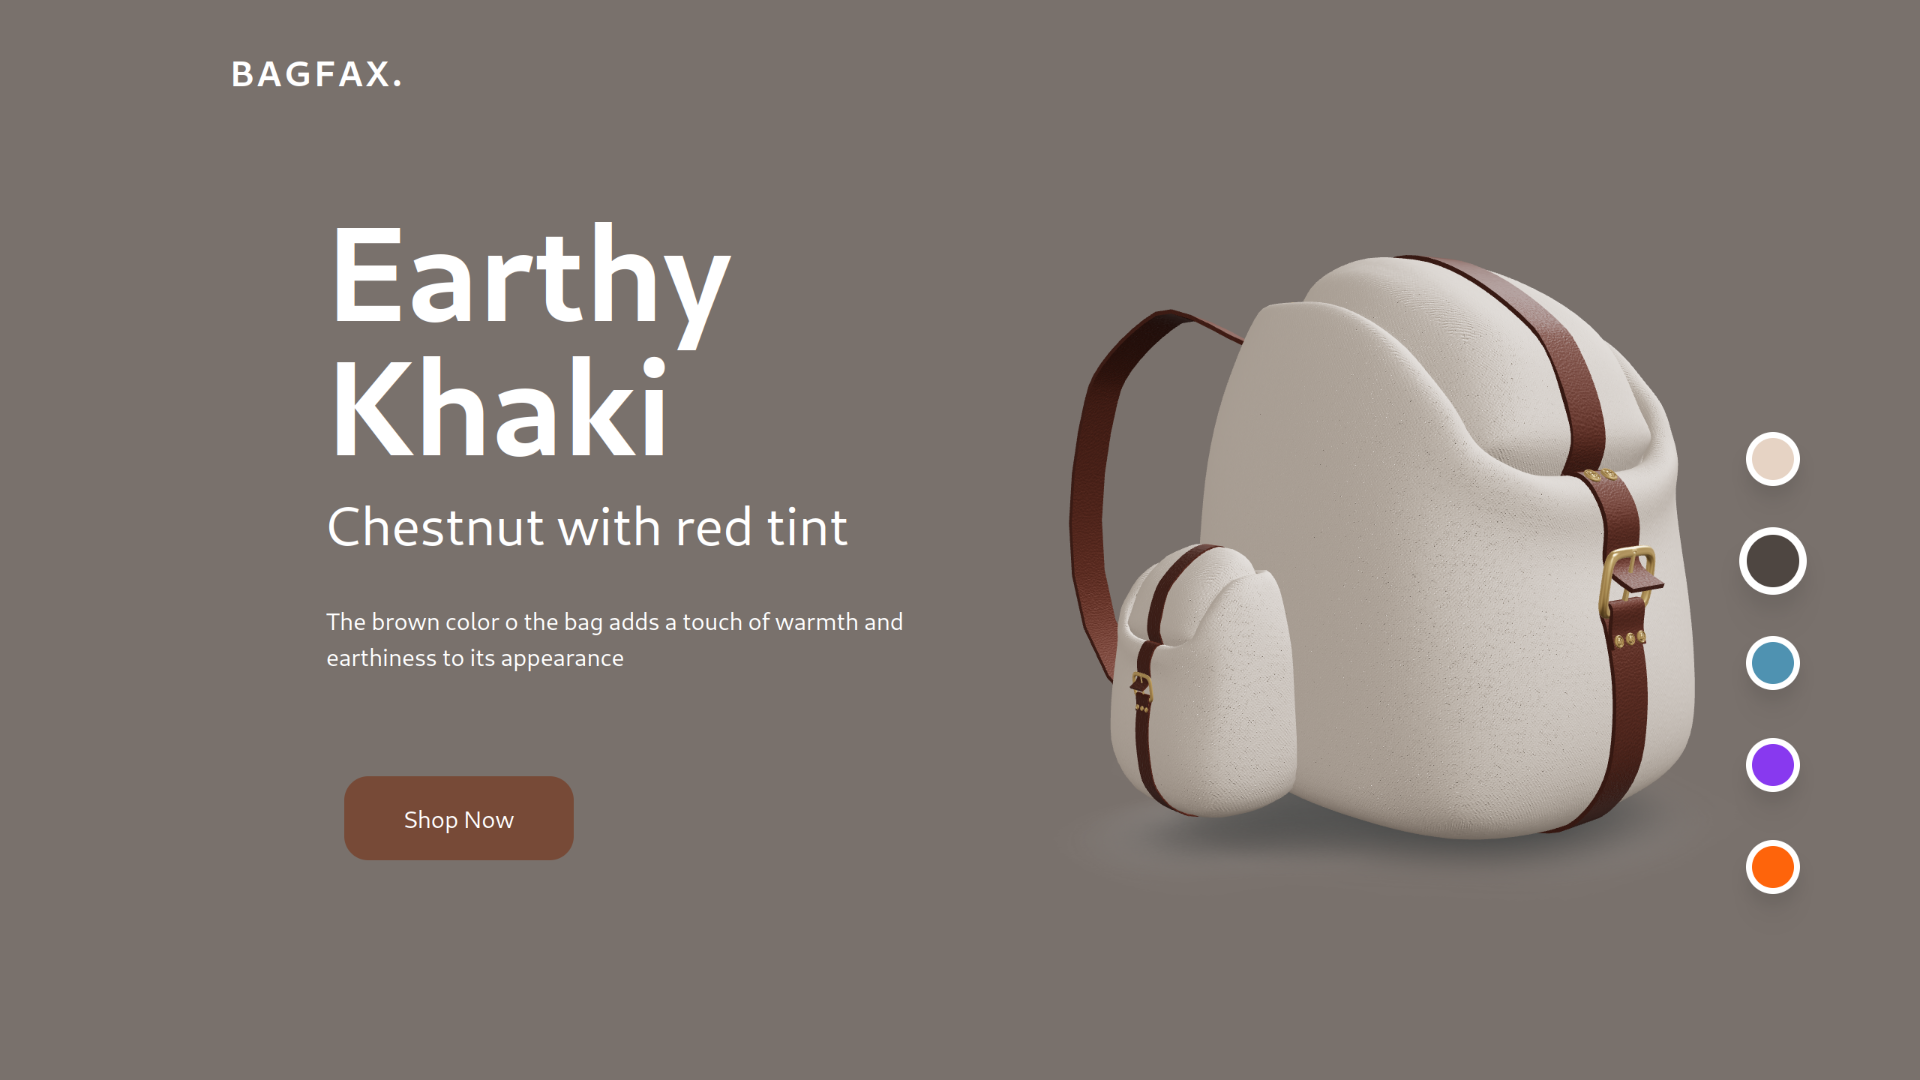 BAGFAX.
Earthy
Khaki
Chestnut with red tint
The brown color o the bag adds a touch of warmth and
earthiness to its appearance
Shop Now